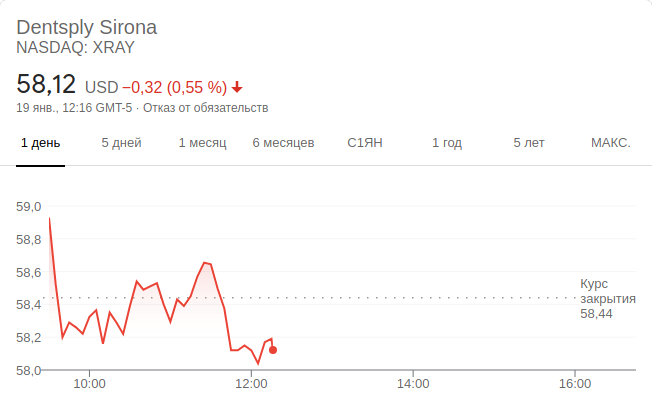 Dentsply Sirona
NASDAQ: XRAY
58,12 USD −0,32 (0,55 %)
19 янв., 12:16 GMT-5 · Отказ от обязательств
1 день 5 дней 1 месяц 6 месяцев С1ЯН 1 год 5 лет МАКС.
59,0
58,8
58,6
58,4
58,2
58,0
Курс
закрытия
58,44
10:00 12:00 14:00 16:00